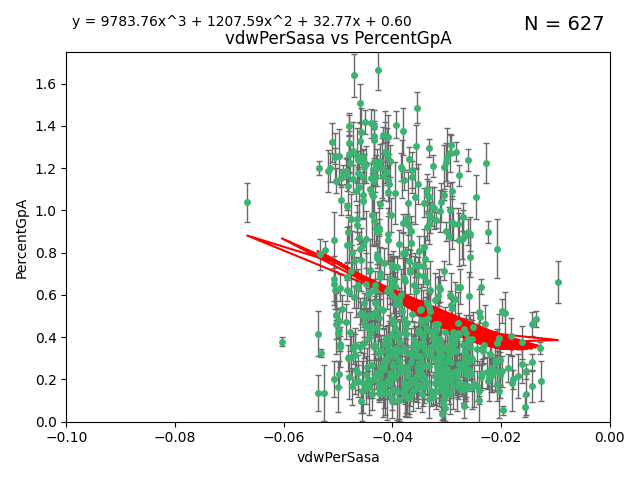 y = 9783.76x^3 + 1207.59x^2 + 32.77x + 0.60
N = 627
vdwPerSasa vs PercentGpA
PercentGpA
1.6
1.4
1.2
1.0
0.8
0.6
0.4
0.2
0.0
−0.10 −0.08 −0.06 −0.04 −0.02 0.00
vdwPerSasa